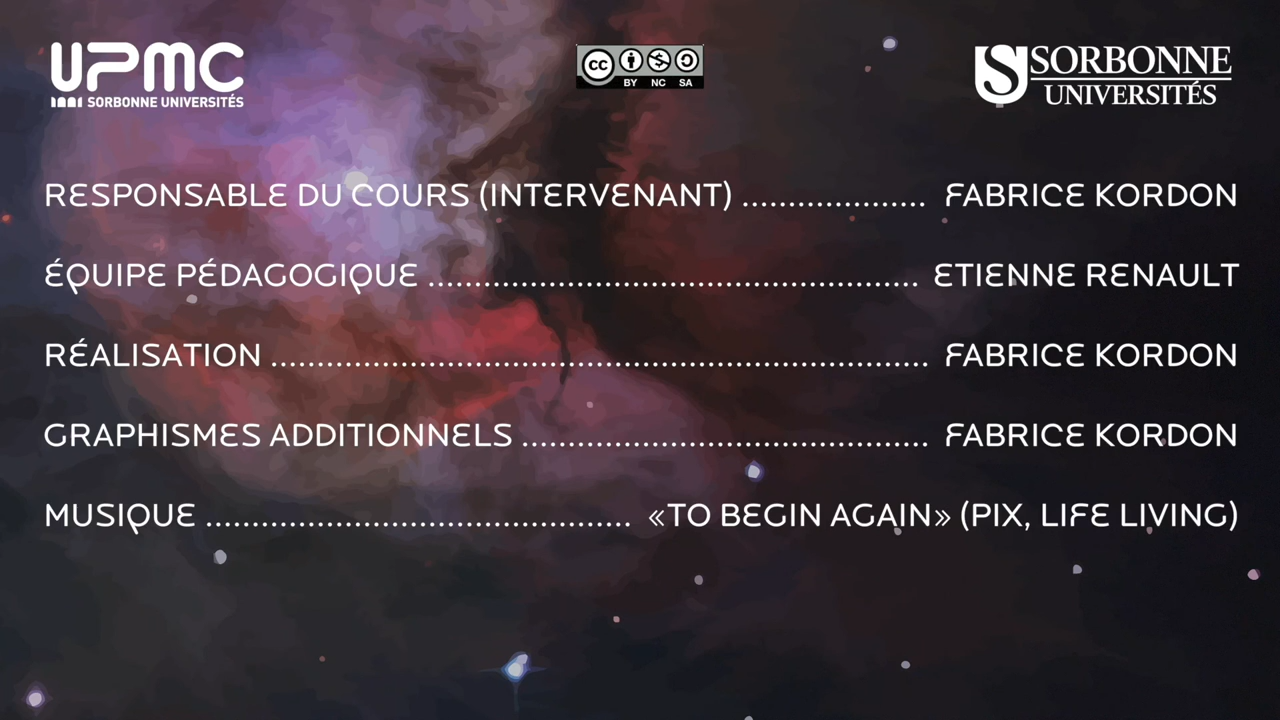 UPMC
SORBONNE UNIVERSITÉS
CC BY NC SA
SORBONNE
UNIVERSITÉS
RESPONSABLE DU COURS (INTERVENANT) .................... FABRICE KORDON
ÉQUIPE PÉDAGOGIQUE ..................................................... ETIENNE RENAULT
RÉALISATION ....................................................................... FABRICE KORDON
GRAPHISMES ADDITIONNELS ............................................ FABRICE KORDON
MUSIQUE .............................................. «TO BEGIN AGAIN» (PIX, LIFE LIVING)